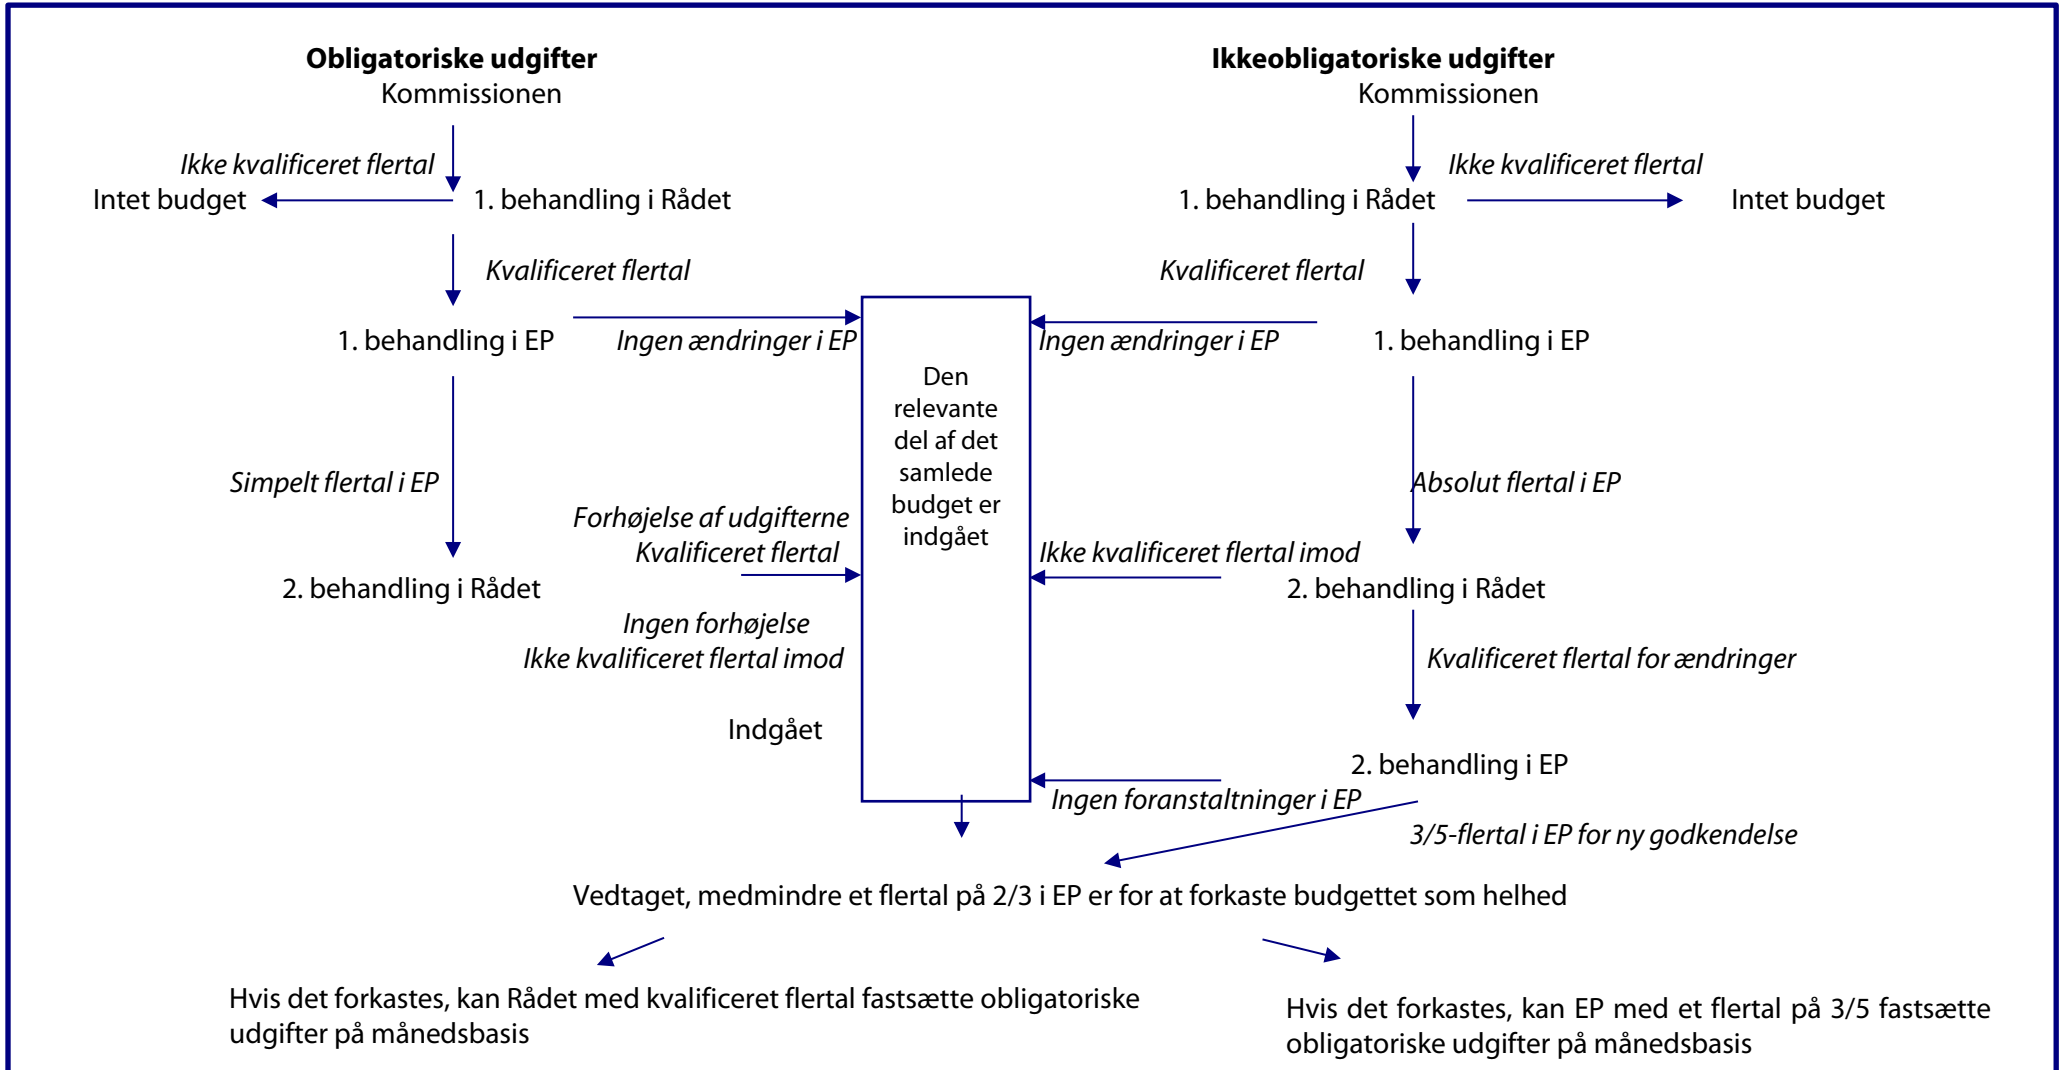 Obligatoriske udgifter
Kommissionen
Ikke kvalificeret flertal
Intet budget
1. behandling i Rådet
Kvalificeret flertal
1. behandling i EP
Ingen ændringer i EP
Simpelt flertal i EP
Forhøjelse af udgifterne
Kvalificeret flertal
2. behandling i Rådet
Ingen forhøjelse
Ikke kvalificeret flertal imod
Indgået
Den
relevante
del af det
samlede
budget er
indgået
Ikkeobligatoriske udgifter
Kommissionen
Ikke kvalificeret flertal
1. behandling i Rådet
Intet budget
Kvalificeret flertal
Ingen ændringer i EP
1. behandling i EP
Absolut flertal i EP
Ikke kvalificeret flertal imod
2. behandling i Rådet
Kvalificeret flertal for ændringer
2. behandling i EP
Ingen foranstaltninger i EP
3/5-flertal i EP for ny godkendelse
Vedtaget, medmindre et flertal på 2/3 i EP er for at forkaste budgettet som helhed
Hvis det forkastes, kan Rådet med kvalificeret flertal fastsætte obligatoriske
udgifter på månedsbasis
Hvis det forkastes, kan EP med et flertal på 3/5 fastsætte
obligatoriske udgifter på månedsbasis